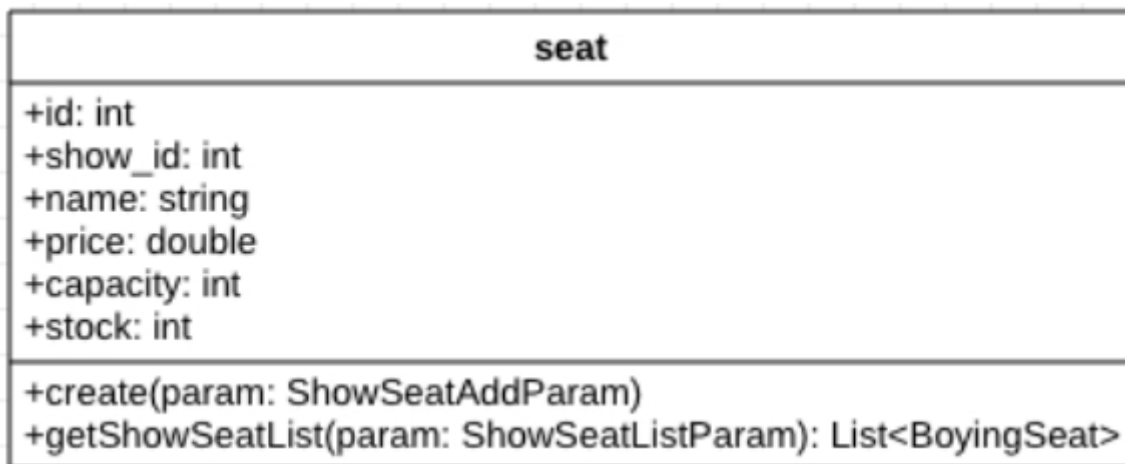 seat
+id: int
+show_id: int
+name: string
+price: double
+capacity: int
+stock: int
+create(param: ShowSeatAddParam)
+getShowSeatList(param: ShowSeatListParam): List<BoyingSeat>